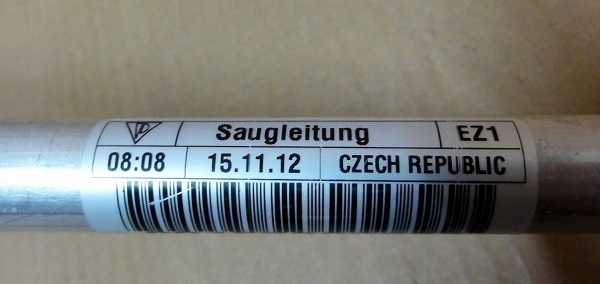 Saugleitung EZ1
08:08 15.11.12 CZECH REPUBLIC